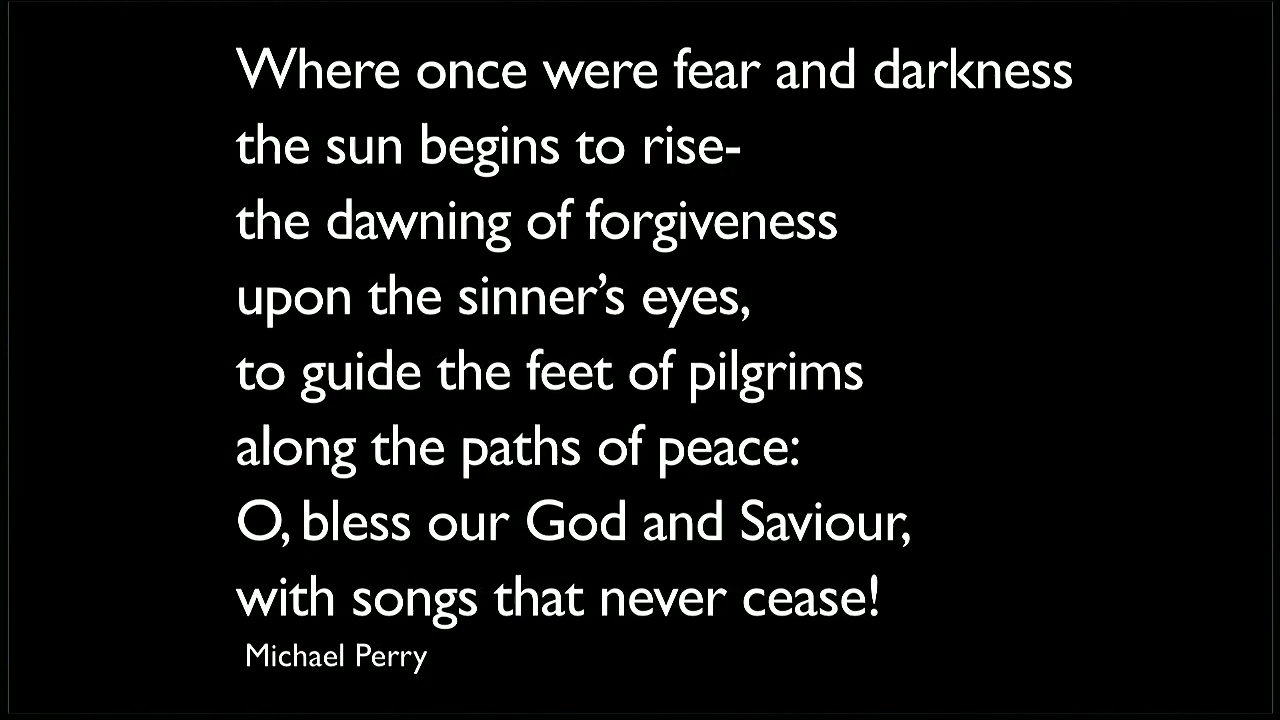 Where once were fear and darkness
the sun begins to rise-
the dawning of forgiveness
upon the sinner’s eyes,
to guide the feet of pilgrims
along the paths of peace:
O, bless our God and Saviour,
with songs that never cease!
Michael Perry